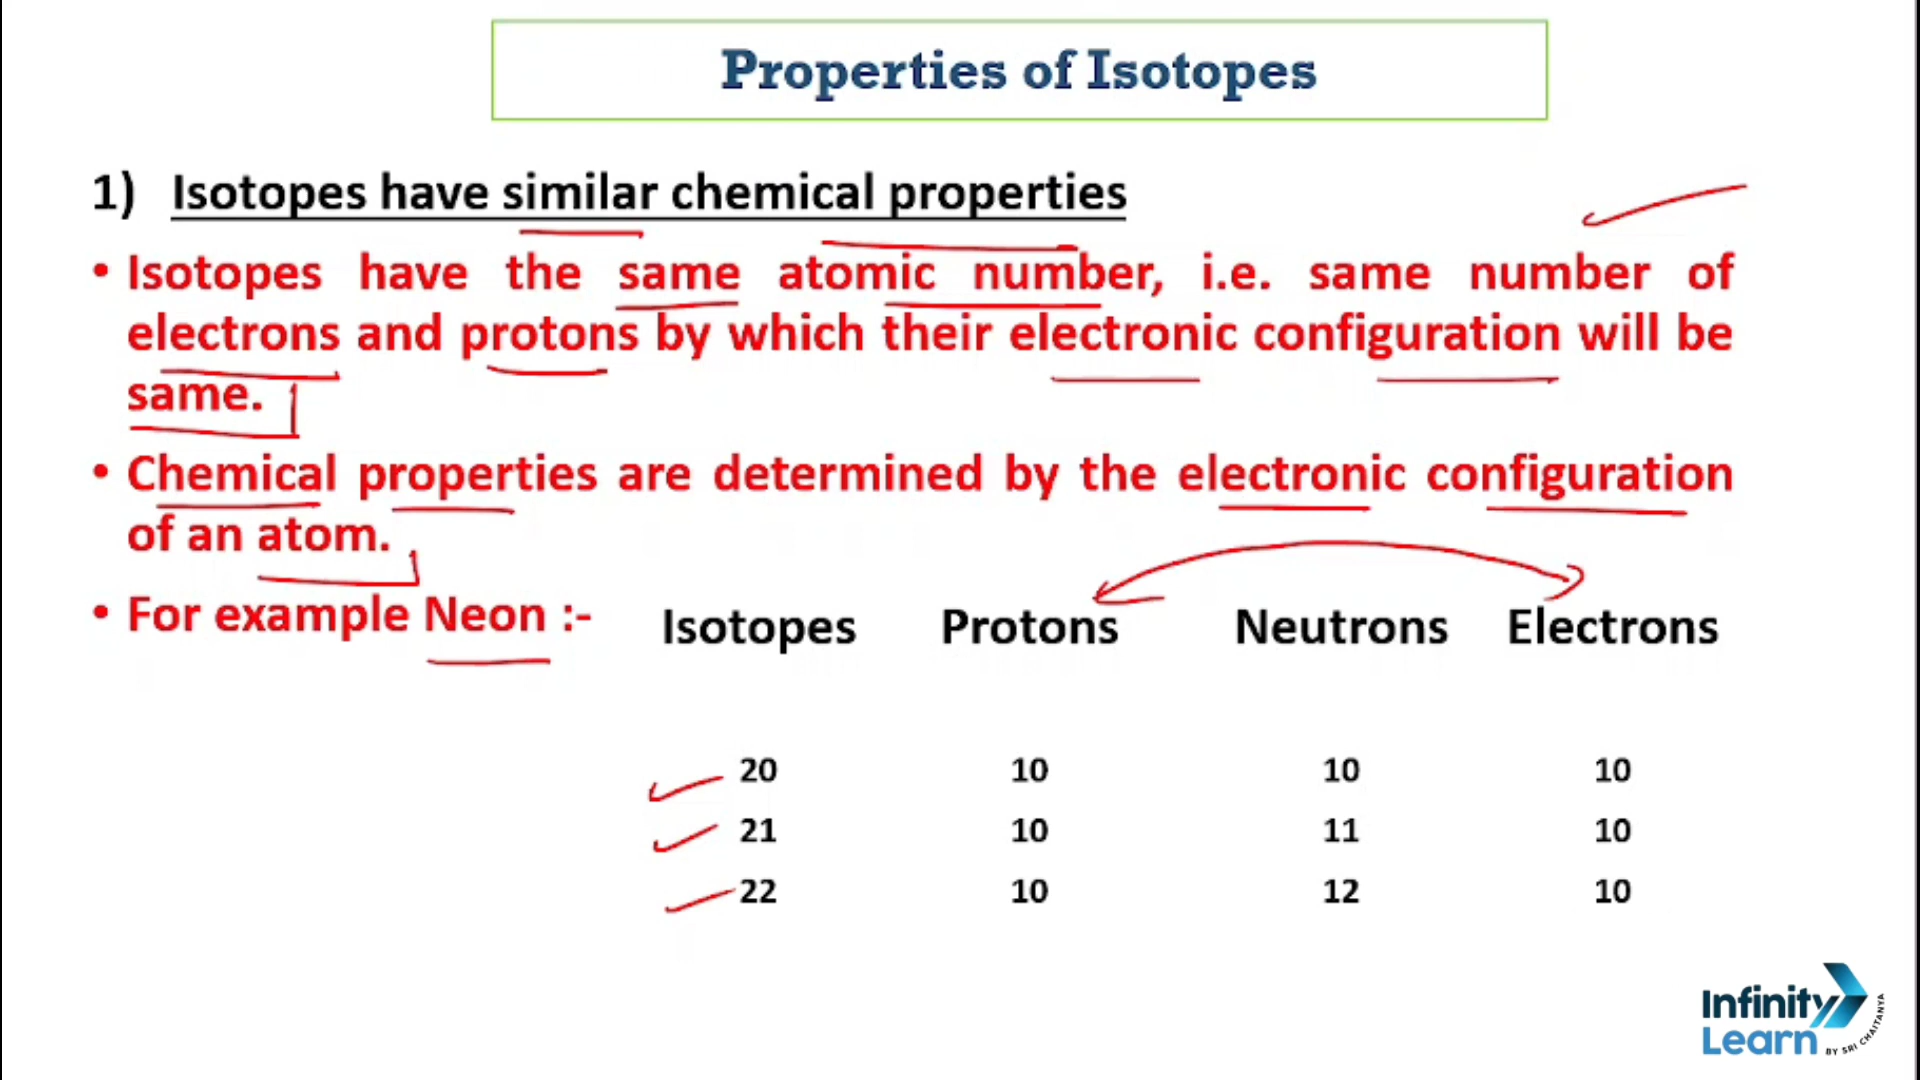 Properties of Isotopes
1) Isotopes have similar chemical properties
• Isotopes have the same atomic number, i.e. same number of
electrons and protons by which their electronic configuration will be
same.
• Chemical properties are determined by the electronic configuration
of an atom.
• For example Neon :-
Isotopes Protons Neutrons Electrons
20 10 10 10
21 10 11 10
22 10 12 10
Infinity
Learn BY SRI CHAITANYA